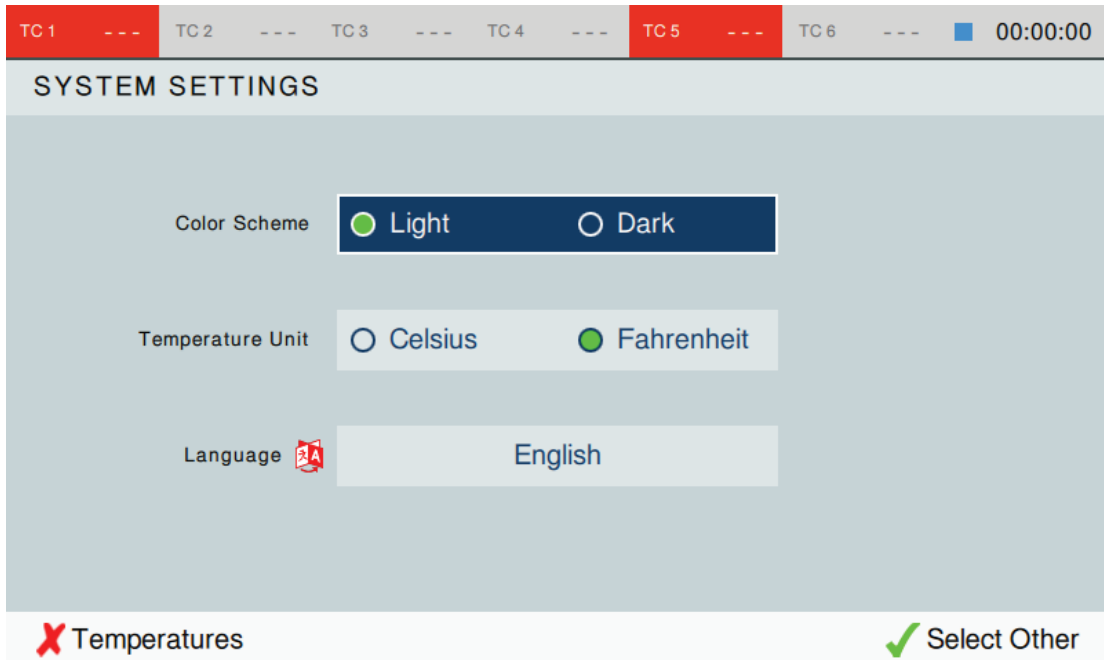 TC 1 - - - TC 2 - - - TC 3 - - - TC 4 - - - TC 5 - - - TC 6 - - - 00:00:00
SYSTEM SETTINGS
Color Scheme Light Dark
Temperature Unit Celsius Fahrenheit
Language English
Temperatures Select Other